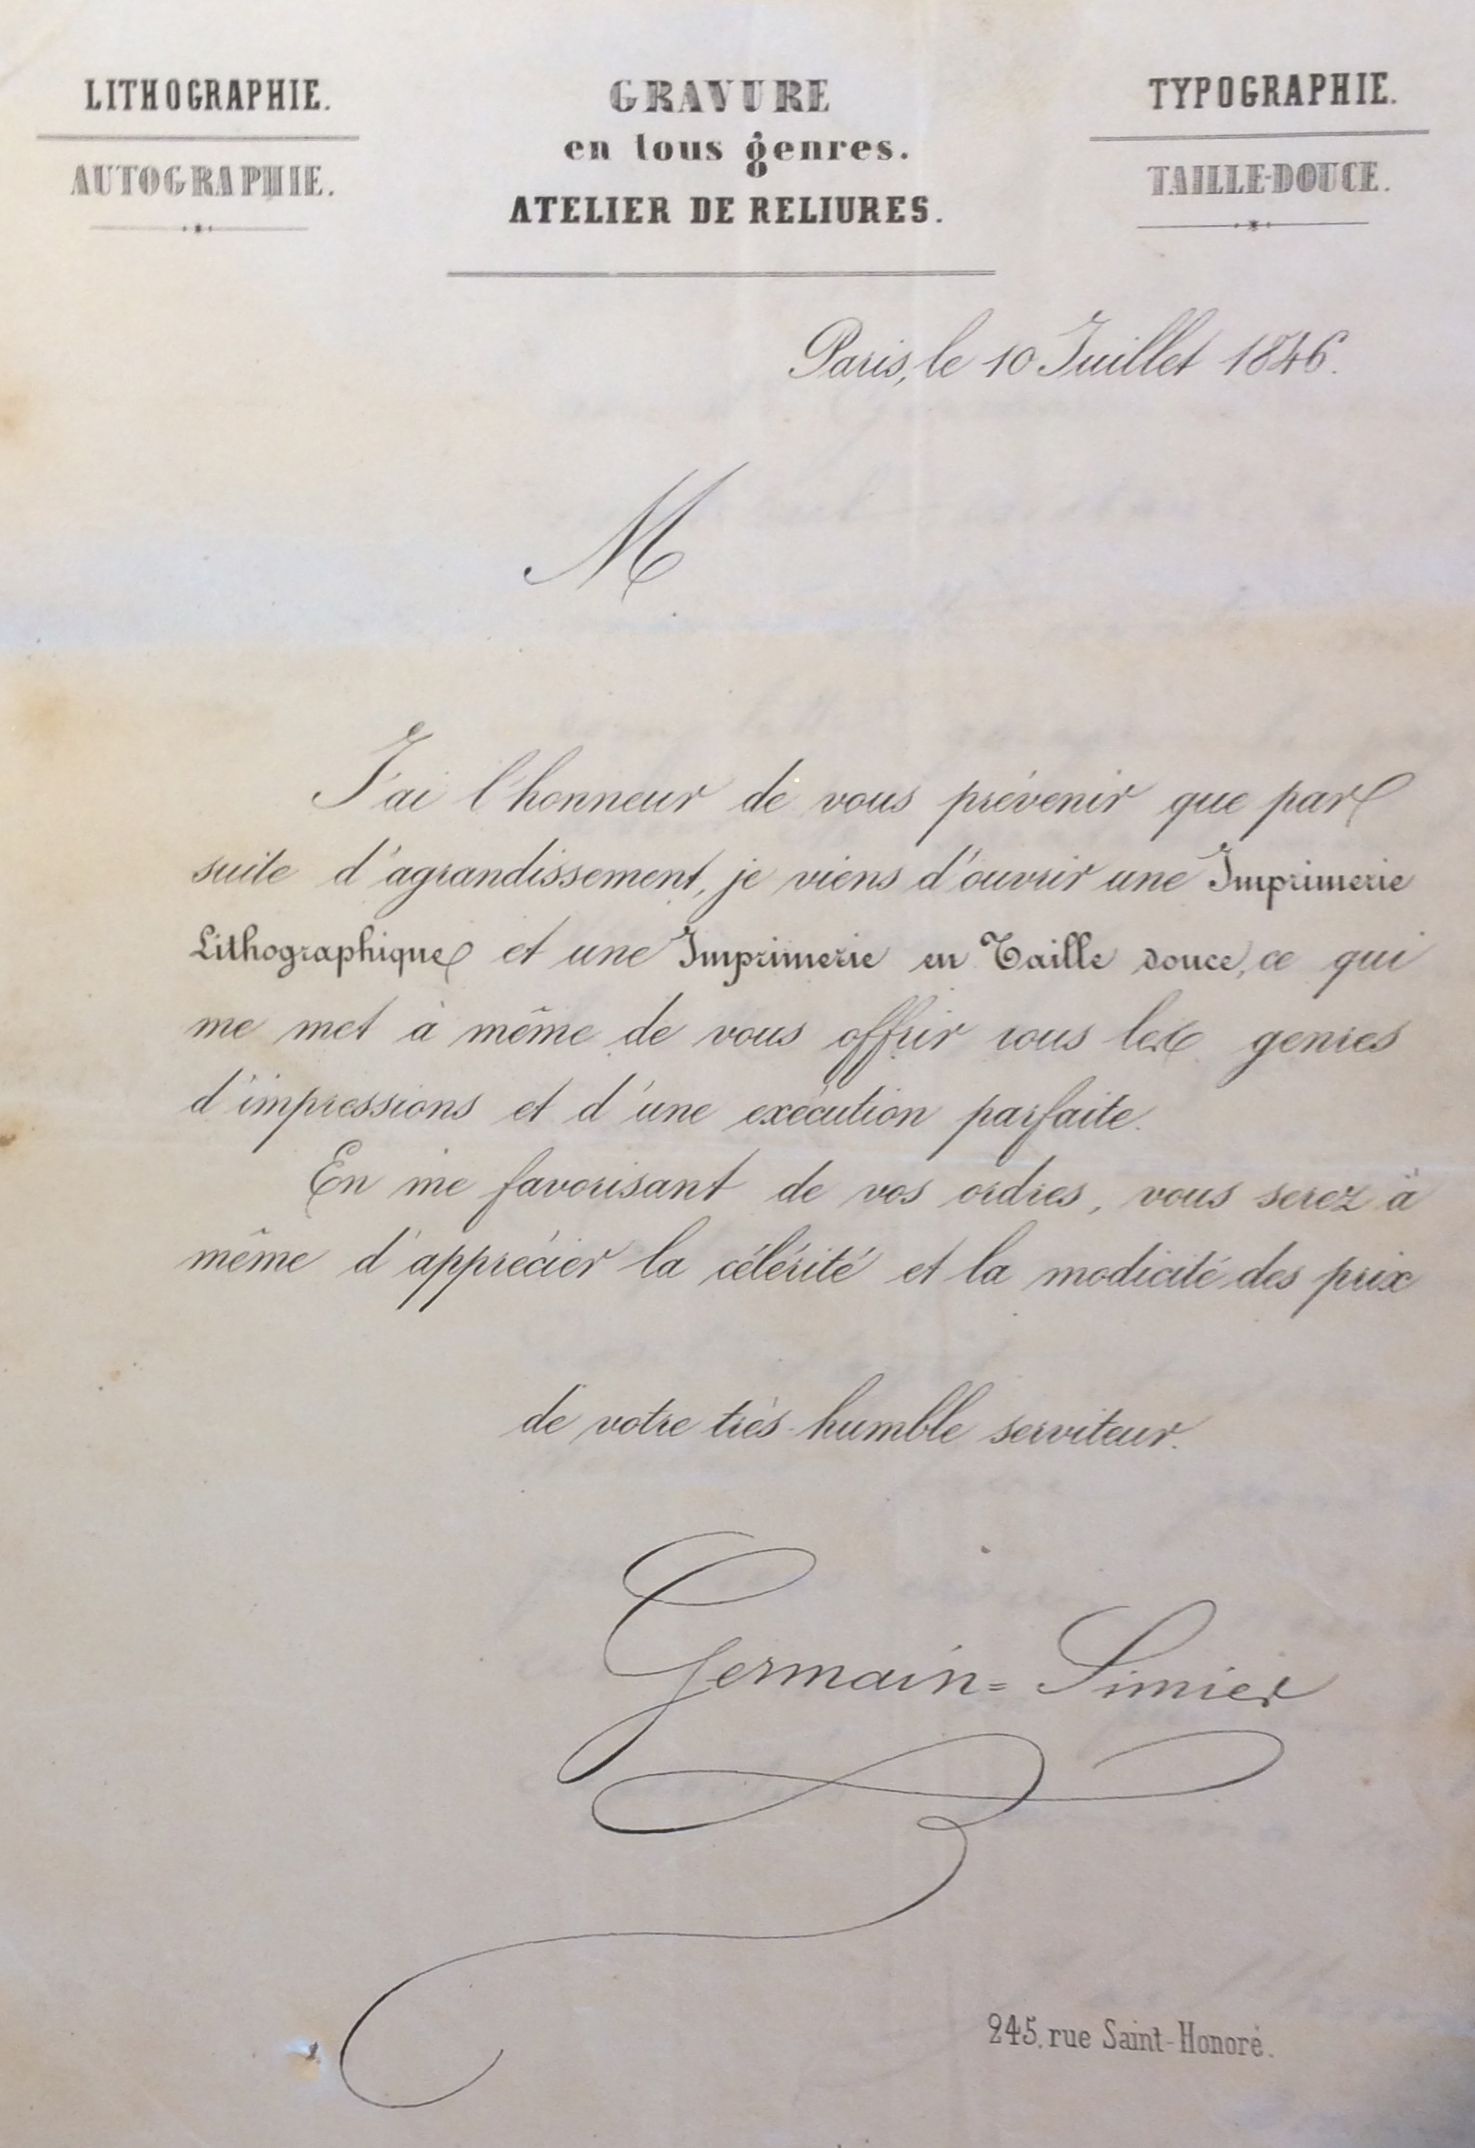 LITHOGRAPHIE.
AUTOGRAPHIE.
GRAVURE
en tous genres.
ATELIER DE RELIURES.
TYPOGRAPHIE.
TAILLE-DOUCE.
Paris, le 10 Juillet 1846.
M
J'ai l'honneur de vous prévenir que par
suite d'agrandissement, je viens d'ouvrir une Imprimerie
Lithographique et une Imprimerie en Taille douce, ce qui
me met à même de vous offrir tous les genres
d'impressions et d'une exécution parfaite.
En me favorisant de vos ordres, vous serez à
même d'apprécier la célérité et la modicité des prix
de votre très-humble serviteur.
Germain=Simier
245, rue Saint-Honoré.